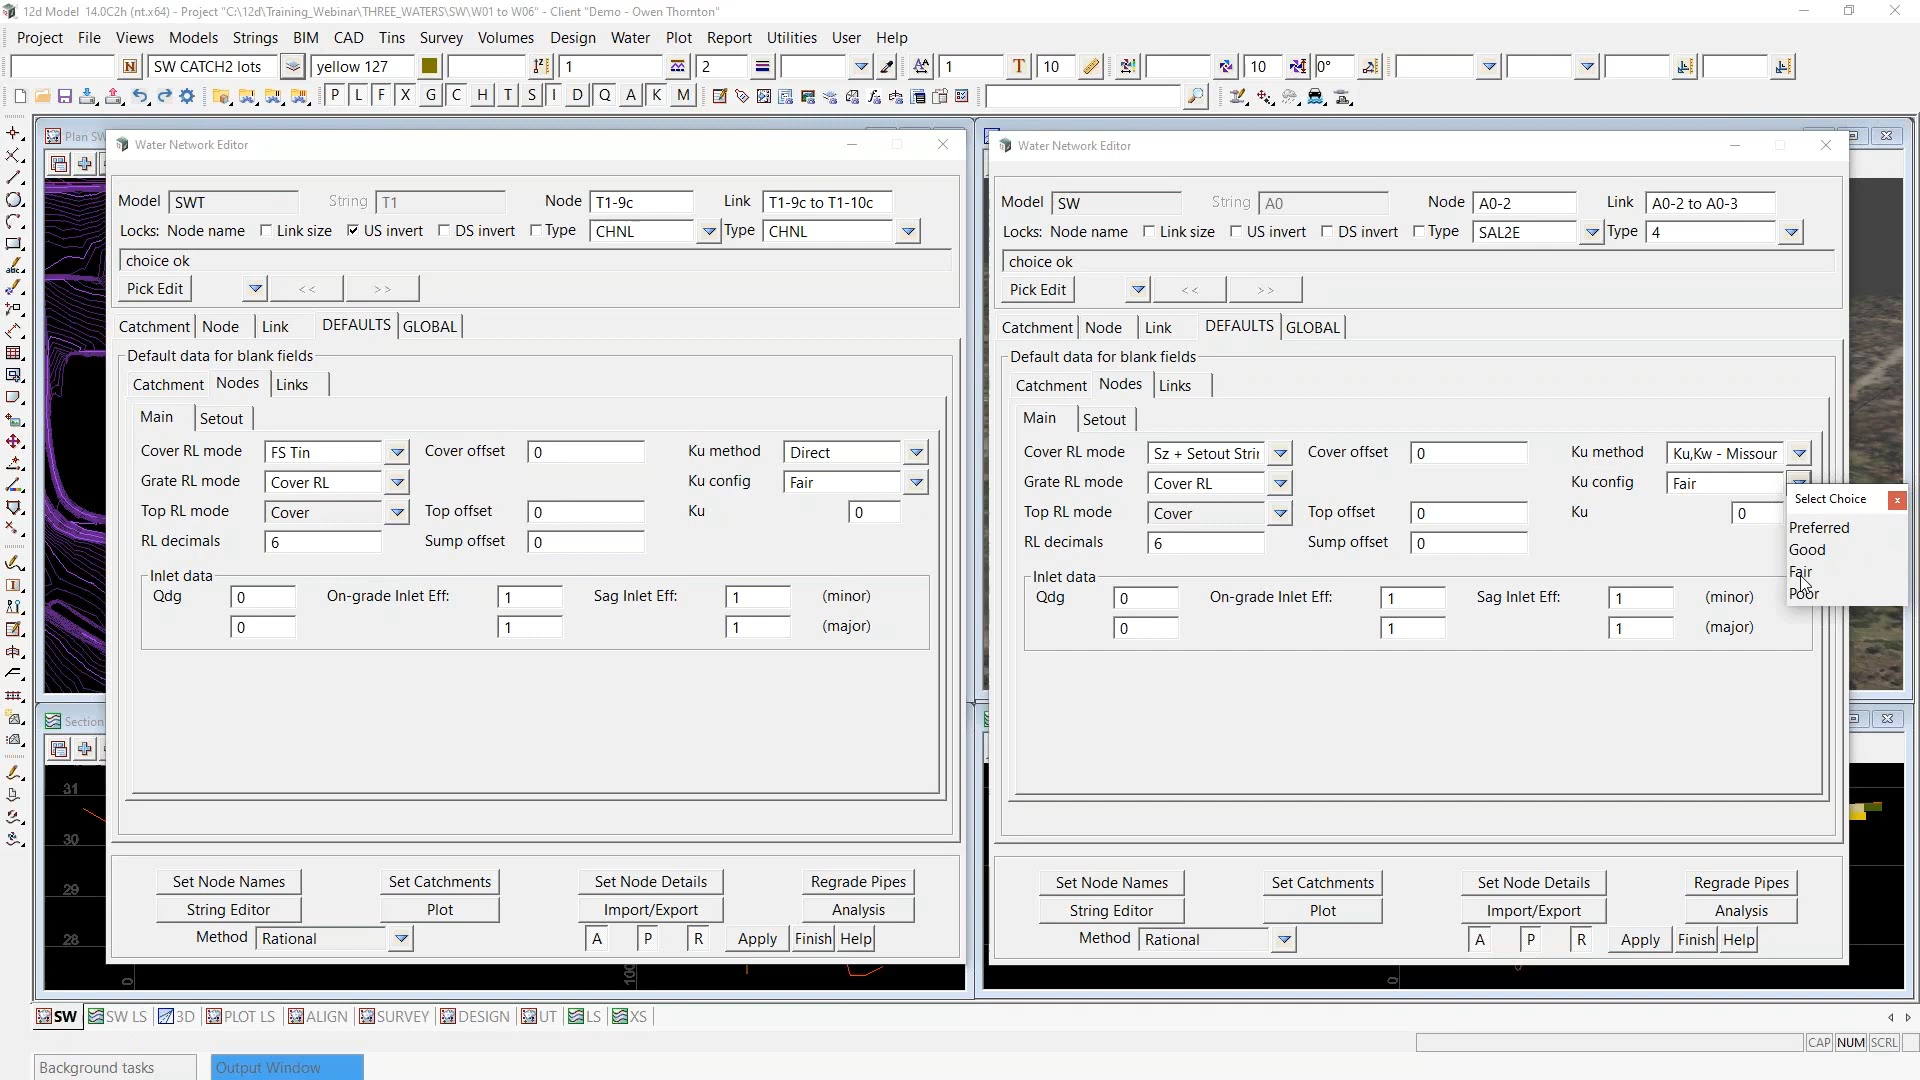 12d Model 14.0C2h (nt.x64) - Project "C:\12d\Training_Webinar\THREE_WATERS\SW\W01 to W06" - Client "Demo - Owen Thornton"
Project File Views Models Strings BIM CAD Tins Survey Volumes Design Water Plot Report Utilities User Help
N SW CATCH2 lots yellow 127 1 2 1 T 10 10 0°
P L F X G C H T S I D Q A K M
Plan SW
Water Network Editor
Model SWT String T1 Node T1-9c Link T1-9c to T1-10c
Locks: Node name Link size US invert DS invert Type CHNL Type CHNL
choice ok
Pick Edit << >>
Catchment Node Link DEFAULTS GLOBAL
Default data for blank fields
Catchment Nodes Links
Main Setout
Cover RL mode FS Tin Cover offset 0 Ku method Direct
Grate RL mode Cover RL Ku config Fair
Top RL mode Cover Top offset 0 Ku 0
RL decimals 6 Sump offset 0
Inlet data
Qdg 0 On-grade Inlet Eff: 1 Sag Inlet Eff: 1 (minor)
0 1 1 (major)
Set Node Names Set Catchments Set Node Details Regrade Pipes
String Editor Plot Import/Export Analysis
Method Rational A P R Apply Finish Help
Water Network Editor
Model SW String A0 Node A0-2 Link A0-2 to A0-3
Locks: Node name Link size US invert DS invert Type SAL2E Type 4
choice ok
Pick Edit << >>
Catchment Node Link DEFAULTS GLOBAL
Default data for blank fields
Catchment Nodes Links
Main Setout
Cover RL mode Sz + Setout Strin Cover offset 0 Ku method Ku,Kw - Missour
Grate RL mode Cover RL Ku config Fair
Top RL mode Cover Top offset 0 Ku 0
RL decimals 6 Sump offset 0
Inlet data
Qdg 0 On-grade Inlet Eff: 1 Sag Inlet Eff: 1 (minor)
0 1 1 (major)
Select Choice x
Preferred
Good
Fair
Poor
Set Node Names Set Catchments Set Node Details Regrade Pipes
String Editor Plot Import/Export Analysis
Method Rational A P R Apply Finish Help
Section
31
30
29
28
0 100 0
SW SW LS 3D PLOT LS ALIGN SURVEY DESIGN UT LS XS
CAP NUM SCRL
Background tasks Output Window